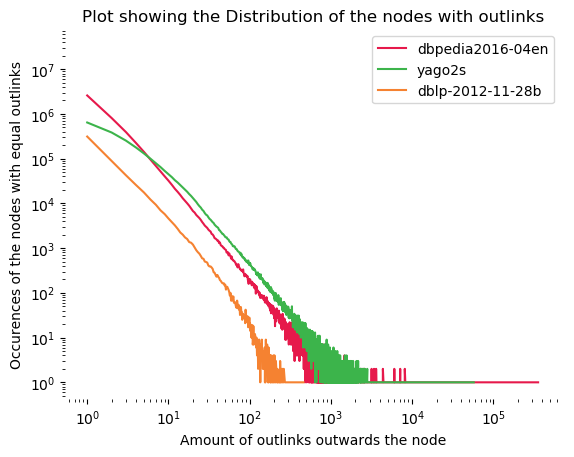 Plot showing the Distribution of the nodes with outlinks
dbpedia2016-04en
yago2s
dblp-2012-11-28b
Occurences of the nodes with equal outlinks
10⁷
10⁶
10⁵
10⁴
10³
10²
10¹
10⁰
10⁰ 10¹ 10² 10³ 10⁴ 10⁵
Amount of outlinks outwards the node